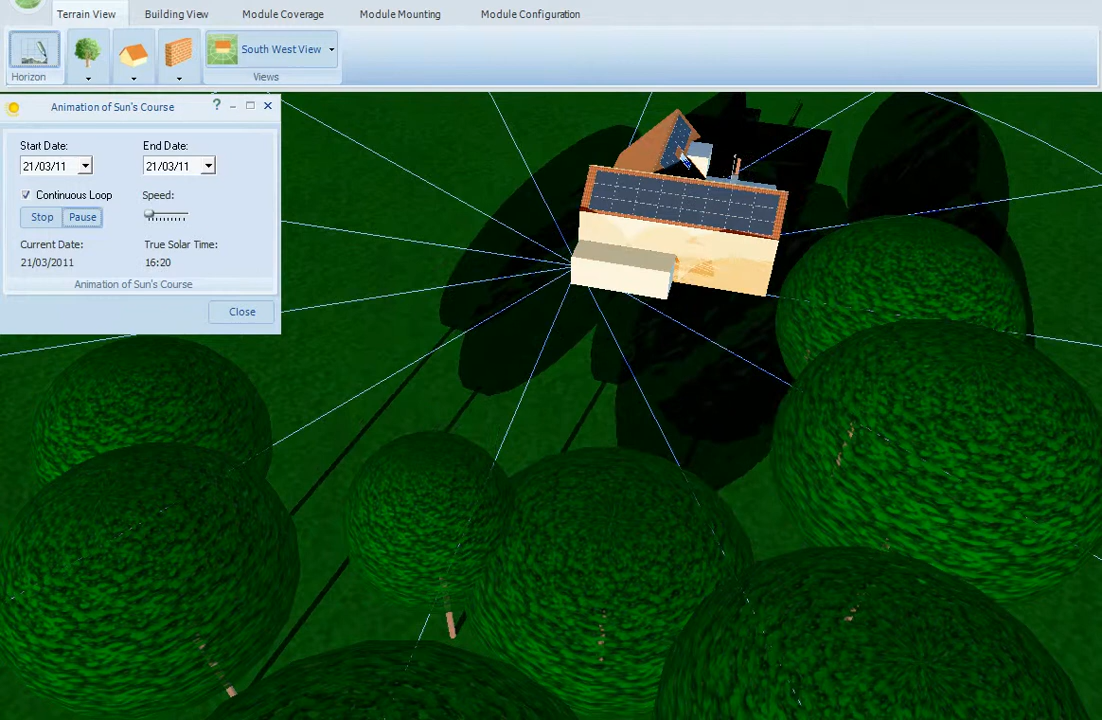 Terrain View Building View Module Coverage Module Mounting Module Configuration
South West View
Horizon Views
Animation of Sun's Course ?
Start Date: End Date:
21/03/11 21/03/11
Continuous Loop Speed:
Stop Pause
Current Date: True Solar Time:
21/03/2011 16:20
Animation of Sun's Course
Close